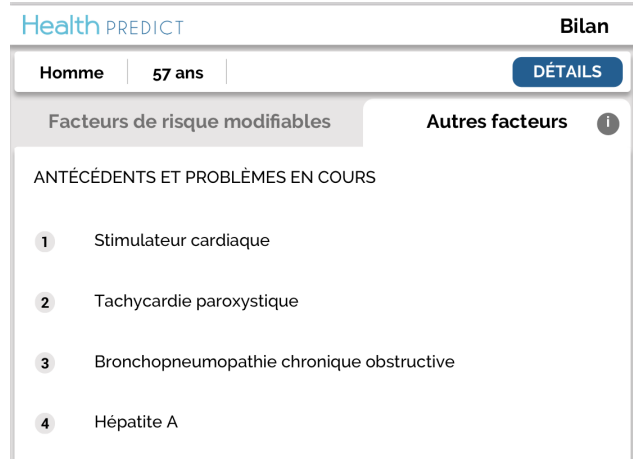 Health PREDICT Bilan
Homme 57 ans DÉTAILS
Facteurs de risque modifiables Autres facteurs i
ANTÉCÉDENTS ET PROBLÈMES EN COURS
1 Stimulateur cardiaque
2 Tachycardie paroxystique
3 Bronchopneumopathie chronique obstructive
4 Hépatite A